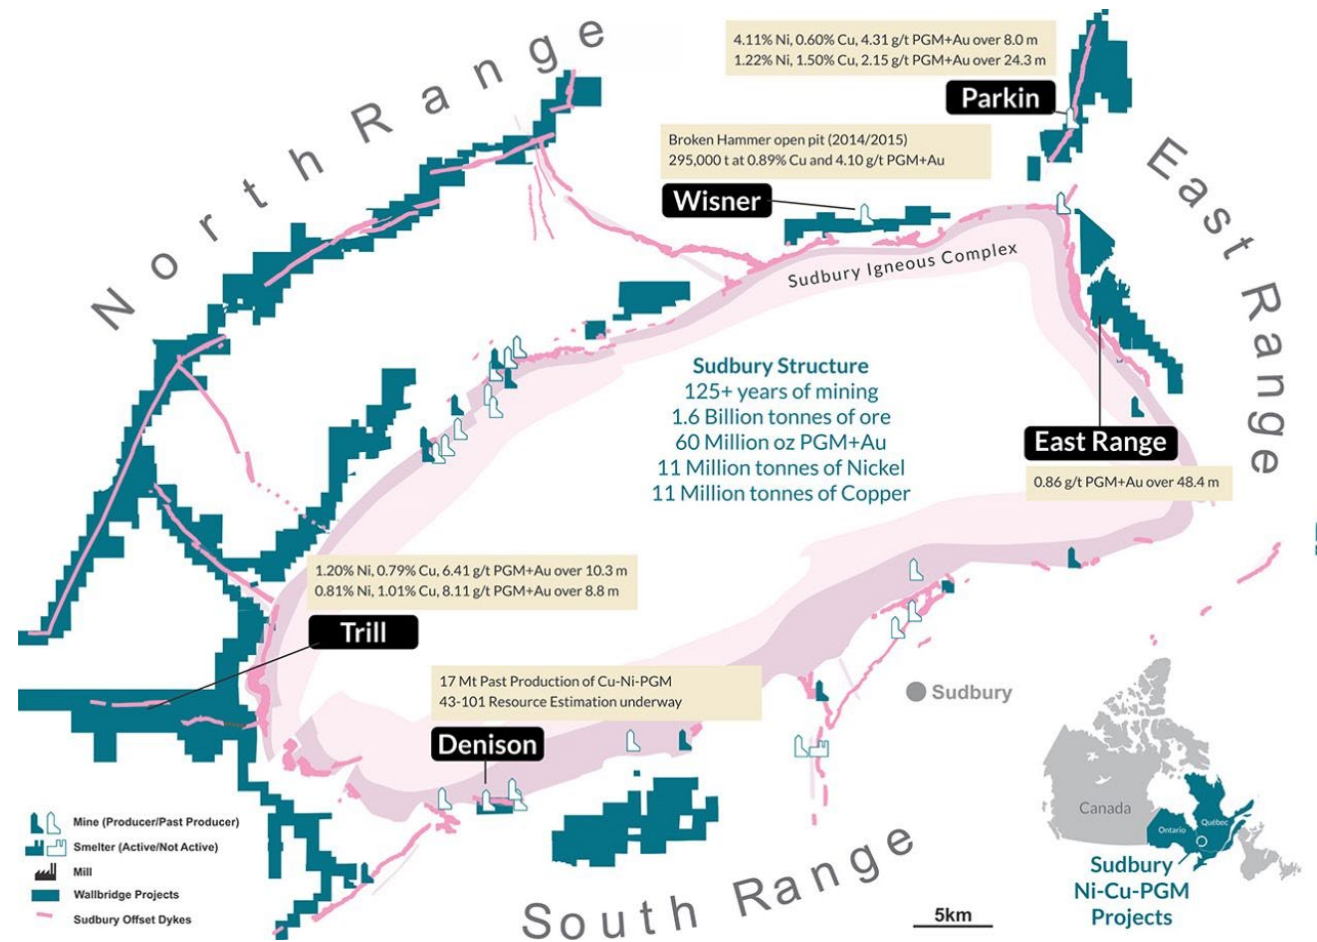 North Range
4.11% Ni, 0.60% Cu, 4.31 g/t PGM+Au over 8.0 m
1.22% Ni, 1.50% Cu, 2.15 g/t PGM+Au over 24.3 m
Parkin
Broken Hammer open pit (2014/2015)
295,000 t at 0.89% Cu and 4.10 g/t PGM+Au
Wisner
East Range
Sudbury Igneous Complex
Sudbury Structure
125+ years of mining
1.6 Billion tonnes of ore
60 Million oz PGM+Au
11 Million tonnes of Nickel
11 Million tonnes of Copper
East Range
0.86 g/t PGM+Au over 48.4 m
1.20% Ni, 0.79% Cu, 6.41 g/t PGM+Au over 10.3 m
0.81% Ni, 1.01% Cu, 8.11 g/t PGM+Au over 8.8 m
Trill
17 Mt Past Production of Cu-Ni-PGM
43-101 Resource Estimation underway
Denison
Sudbury
South Range
Mine (Producer/Past Producer)
Smelter (Active/Not Active)
Mill
Wallbridge Projects
Sudbury Offset Dykes
5km
Canada
Ontario
Québec
Sudbury
Ni-Cu-PGM
Projects